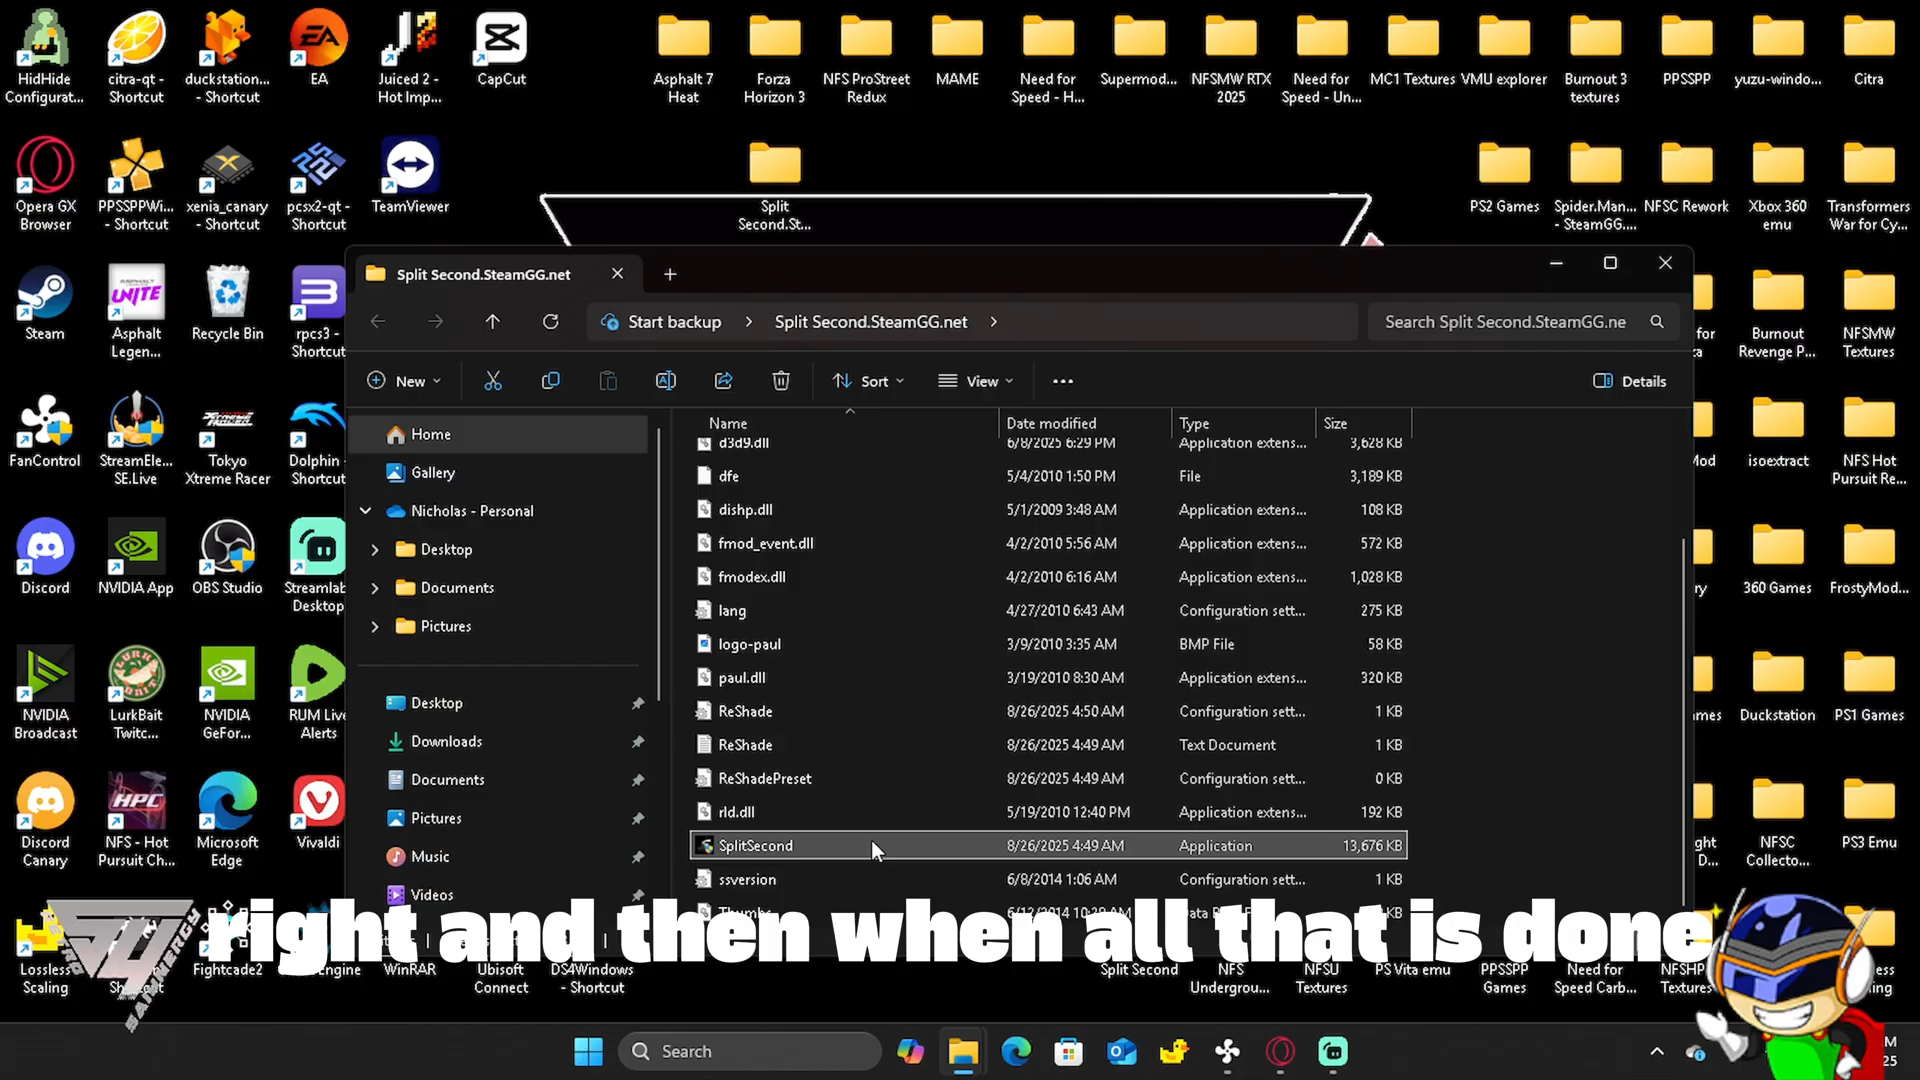 HidHide
Configurat...
citra-qt -
Shortcut
duckstation...
- Shortcut
EA
EA
Juiced 2 -
Hot Imp...
CapCut
Asphalt 7
Heat
Forza
Horizon 3
NFS ProStreet
Redux
MAME
Need for
Speed - H...
Supermod...
NFSMW RTX
2025
Need for
Speed - Un...
MC1 Textures
VMU explorer
Burnout 3
textures
PPSSPP
yuzu-windo...
Citra
Opera GX
Browser
PPSSPPWi...
- Shortcut
xenia_canary
- Shortcut
pcsx2-qt -
Shortcut
TeamViewer
Split
Second.St...
PS2 Games
Spider.Man...
- SteamGG....
NFSC Rework
Xbox 360
emu
Transformers
War for Cy...
Split Second.SteamGG.net
Start backup
Split Second.SteamGG.net
Search Split Second.SteamGG.ne
New
Sort
View
Details
Steam
ASPHALT
UNITE
Asphalt
Legen...
Recycle Bin
rpcs3 -
Shortcut
for
Burnout
Revenge P...
NFSMW
Textures
Home
Gallery
Nicholas - Personal
Desktop
Documents
Pictures
Desktop
Downloads
Documents
Pictures
Music
Videos
Name
Date modified
Type
Size
d3d9.dll
6/8/2025 6:29 PM
Application extens...
3,628 KB
dfe
5/4/2010 1:50 PM
File
3,189 KB
dishp.dll
5/1/2009 3:48 AM
Application extens...
108 KB
fmod_event.dll
4/2/2010 5:56 AM
Application extens...
572 KB
fmodex.dll
4/2/2010 6:16 AM
Application extens...
1,028 KB
lang
4/27/2010 6:43 AM
Configuration sett...
275 KB
logo-paul
3/9/2010 3:35 AM
BMP File
58 KB
paul.dll
3/19/2010 8:30 AM
Application extens...
320 KB
ReShade
8/26/2025 4:50 AM
Configuration sett...
1 KB
ReShade
8/26/2025 4:49 AM
Text Document
1 KB
ReShadePreset
8/26/2025 4:49 AM
Configuration sett...
0 KB
rld.dll
5/19/2010 12:40 PM
Application extens...
192 KB
SplitSecond
8/26/2025 4:49 AM
Application
13,676 KB
ssversion
6/8/2014 1:06 AM
Configuration sett...
1 KB
FanControl
StreamEle...
SE.Live
Tokyo
Xtreme Racer
Dolphin
Shortcut
isoextract
NFS Hot
Pursuit Re...
Discord
NVIDIA App
OBS Studio
Streamlab
Desktop
360 Games
FrostyMod...
NVIDIA
Broadcast
LurkBait
Twitc...
NVIDIA
GeFor...
RUM Live
Alerts
Duckstation
PS1 Games
Discord
Canary
HPC
NFS - Hot
Pursuit Ch...
Microsoft
Edge
Vivaldi
NFSC
Collecto...
PS3 Emu
right and then when all that is done
SAINERGY
Lossless
Scaling
Fightcade2
WinRAR
Ubisoft
Connect
DS4Windows
- Shortcut
Split Second
NFS
Undergrou...
NFSU
Textures
PS Vita emu
PPSSPP
Games
Need for
Speed Carb...
NFSHP
Textures
Search